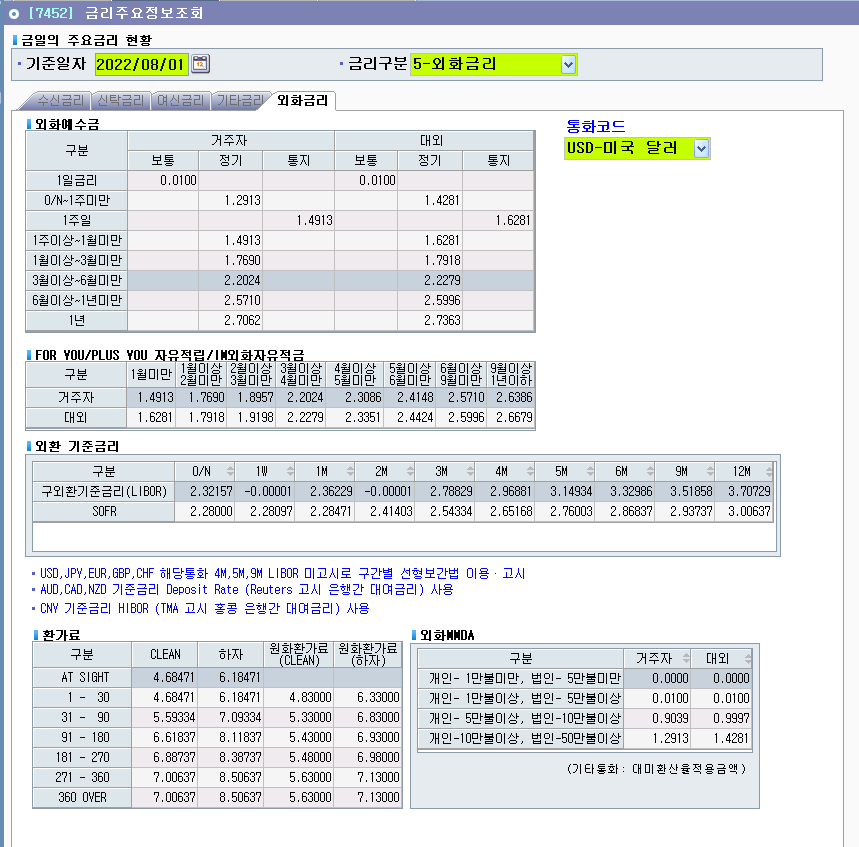 [7452] 금리주요정보조회
금일의 주요금리 현황
기준일자 2022/08/01 금리구분 5-외화금리
수신금리 신탁금리 여신금리 기타금리 외화금리
외화예수금
통화코드
USD-미국 달러
구분 거주자 대외
보통 정기 통지 보통 정기 통지
1일금리 0.0100 0.0100
O/N~1주미만 1.2913 1.4281
1주일 1.4913 1.6281
1주이상~1월미만 1.4913 1.6281
1월이상~3월미만 1.7690 1.7918
3월이상~6월미만 2.2024 2.2279
6월이상~1년미만 2.5710 2.5996
1년 2.7062 2.7363
FOR YOU/PLUS YOU 자유적립/IM외화자유적금
구분 1월미만 1월이상 2월미만 2월이상 3월미만 3월이상 4월미만 4월이상 5월미만 5월이상 6월미만 6월이상 9월미만 9월이상 1년이하
거주자 1.4913 1.7690 1.8957 2.2024 2.3086 2.4148 2.5710 2.6386
대외 1.6281 1.7918 1.9198 2.2279 2.3351 2.4424 2.5996 2.6679
외환 기준금리
구분 O/N 1W 1M 2M 3M 4M 5M 6M 9M 12M
구외환기준금리(LIBOR) 2.32157 -0.00001 2.36229 -0.00001 2.78829 2.96881 3.14934 3.32986 3.51858 3.70729
SOFR 2.28000 2.28097 2.28471 2.41403 2.54334 2.65168 2.76003 2.86837 2.93737 3.00637
USD,JPY,EUR,GBP,CHF 해당통화 4M,5M,9M LIBOR 미고시로 구간별 선형보간법 이용·고시
AUD,CAD,NZD 기준금리 Deposit Rate (Reuters 고시 은행간 대여금리) 사용
CNY 기준금리 HIBOR (TMA 고시 홍콩 은행간 대여금리) 사용
환가료
구분 CLEAN 하자 원화환가료 (CLEAN) 원화환가료 (하자)
AT SIGHT 4.68471 6.18471
1 - 30 4.68471 6.18471 4.83000 6.33000
31 - 90 5.59334 7.09334 5.33000 6.83000
91 - 180 6.61837 8.11837 5.43000 6.93000
181 - 270 6.88737 8.38737 5.48000 6.98000
271 - 360 7.00637 8.50637 5.63000 7.13000
360 OVER 7.00637 8.50637 5.63000 7.13000
외화MMDA
구분 거주자 대외
개인- 1만불미만, 법인- 5만불미만 0.0000 0.0000
개인- 1만불이상, 법인- 5만불이상 0.0100 0.0100
개인- 5만불이상, 법인-10만불이상 0.9039 0.9997
개인-10만불이상, 법인-50만불이상 1.2913 1.4281
(기타통화: 대미환산율적용금액)